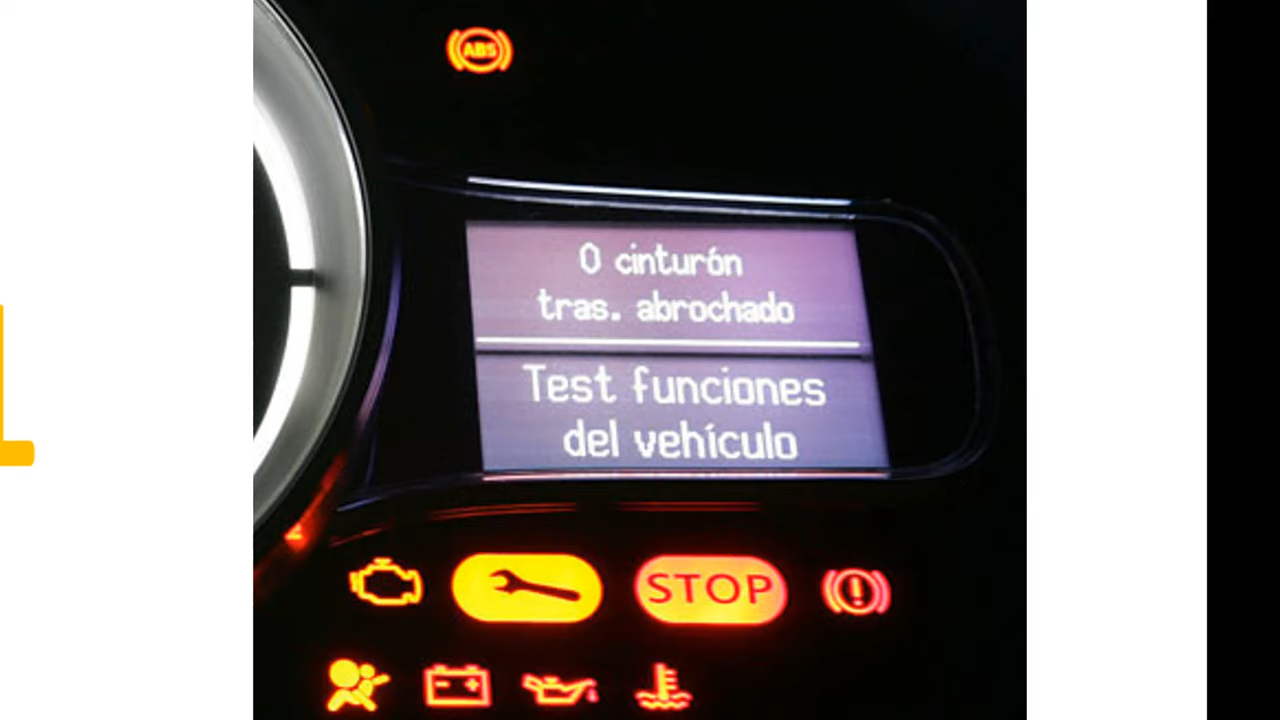 ABS
0 cinturón
tras. abrochado
Test funciones
del vehículo
STOP